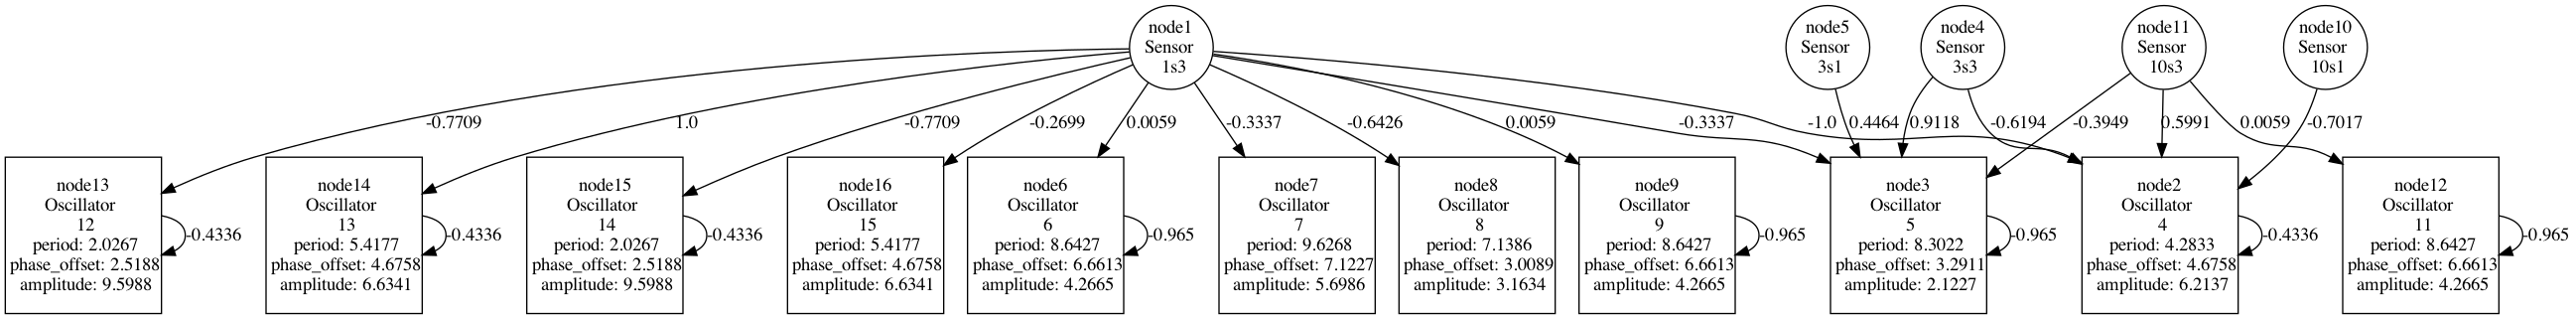 node1
Sensor
1s3
node5
Sensor
3s1
node4
Sensor
3s3
node11
Sensor
10s3
node10
Sensor
10s1
-0.7709
1.0
-0.7709
-0.2699
0.0059
-0.3337
-0.6426
0.0059
-0.3337
-1.0
0.4464
0.9118
-0.6194
-0.3949
0.5991
0.0059
-0.7017
node13
Oscillator
12
period: 2.0267
phase_offset: 2.5188
amplitude: 9.5988
-0.4336
node14
Oscillator
13
period: 5.4177
phase_offset: 4.6758
amplitude: 6.6341
-0.4336
node15
Oscillator
14
period: 2.0267
phase_offset: 2.5188
amplitude: 9.5988
-0.4336
node16
Oscillator
15
period: 5.4177
phase_offset: 4.6758
amplitude: 6.6341
node6
Oscillator
6
period: 8.6427
phase_offset: 6.6613
amplitude: 4.2665
-0.965
node7
Oscillator
7
period: 9.6268
phase_offset: 7.1227
amplitude: 5.6986
node8
Oscillator
8
period: 7.1386
phase_offset: 3.0089
amplitude: 3.1634
node9
Oscillator
9
period: 8.6427
phase_offset: 6.6613
amplitude: 4.2665
-0.965
node3
Oscillator
5
period: 8.3022
phase_offset: 3.2911
amplitude: 2.1227
-0.965
node2
Oscillator
4
period: 4.2833
phase_offset: 4.6758
amplitude: 6.2137
-0.4336
node12
Oscillator
11
period: 8.6427
phase_offset: 6.6613
amplitude: 4.2665
-0.965